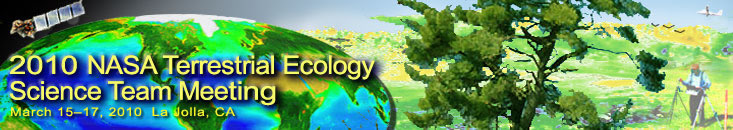 2010 NASA Terrestrial Ecology
Science Team Meeting
March 15–17, 2010 La Jolla, CA